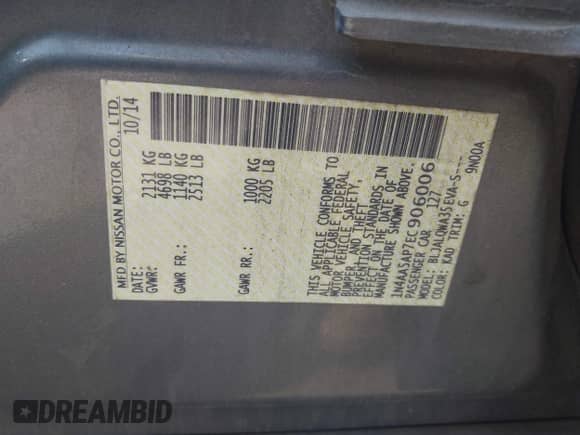 MFD BY NISSAN MOTOR CO., LTD.
DATE: 10/14
GVWR: 2131 KG
4698 LB
GAWR FR.: 1140 KG
2513 LB
GAWR RR.: 1000 KG
2205 LB
THIS VEHICLE CONFORMS TO
ALL APPLICABLE FEDERAL
MOTOR VEHICLE SAFETY,
BUMPER, AND THEFT
PREVENTION STANDARDS IN
EFFECT ON THE DATE OF
MANUFACTURE SHOWN ABOVE.
1N4AA5AP7EC906006
PASSENGER CAR 127
MODEL: BLJALOWA35EVA-S---
COLOR: KAD TRIM: G 9N00A
DREAMBID